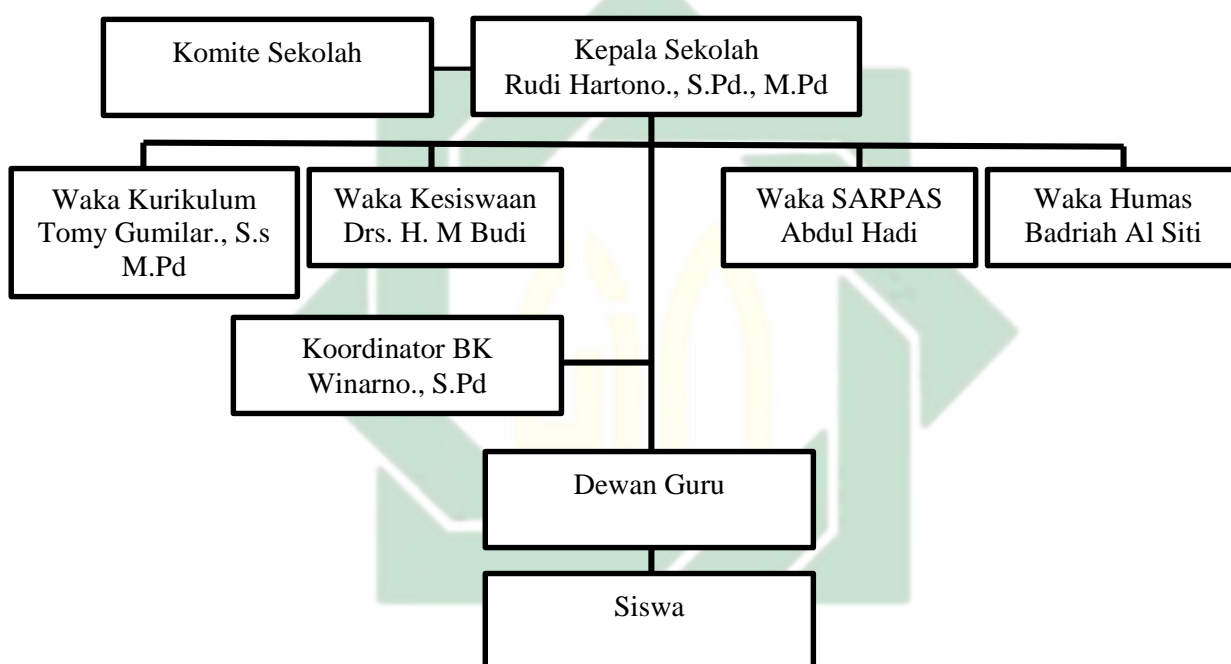 Komite Sekolah
Kepala Sekolah
Rudi Hartono., S.Pd., M.Pd
Waka Kurikulum
Tomy Gumilar., S.s
M.Pd
Waka Kesiswaan
Drs. H. M Budi
Waka SARPAS
Abdul Hadi
Waka Humas
Badriah Al Siti
Koordinator BK
Winarno., S.Pd
Dewan Guru
Siswa